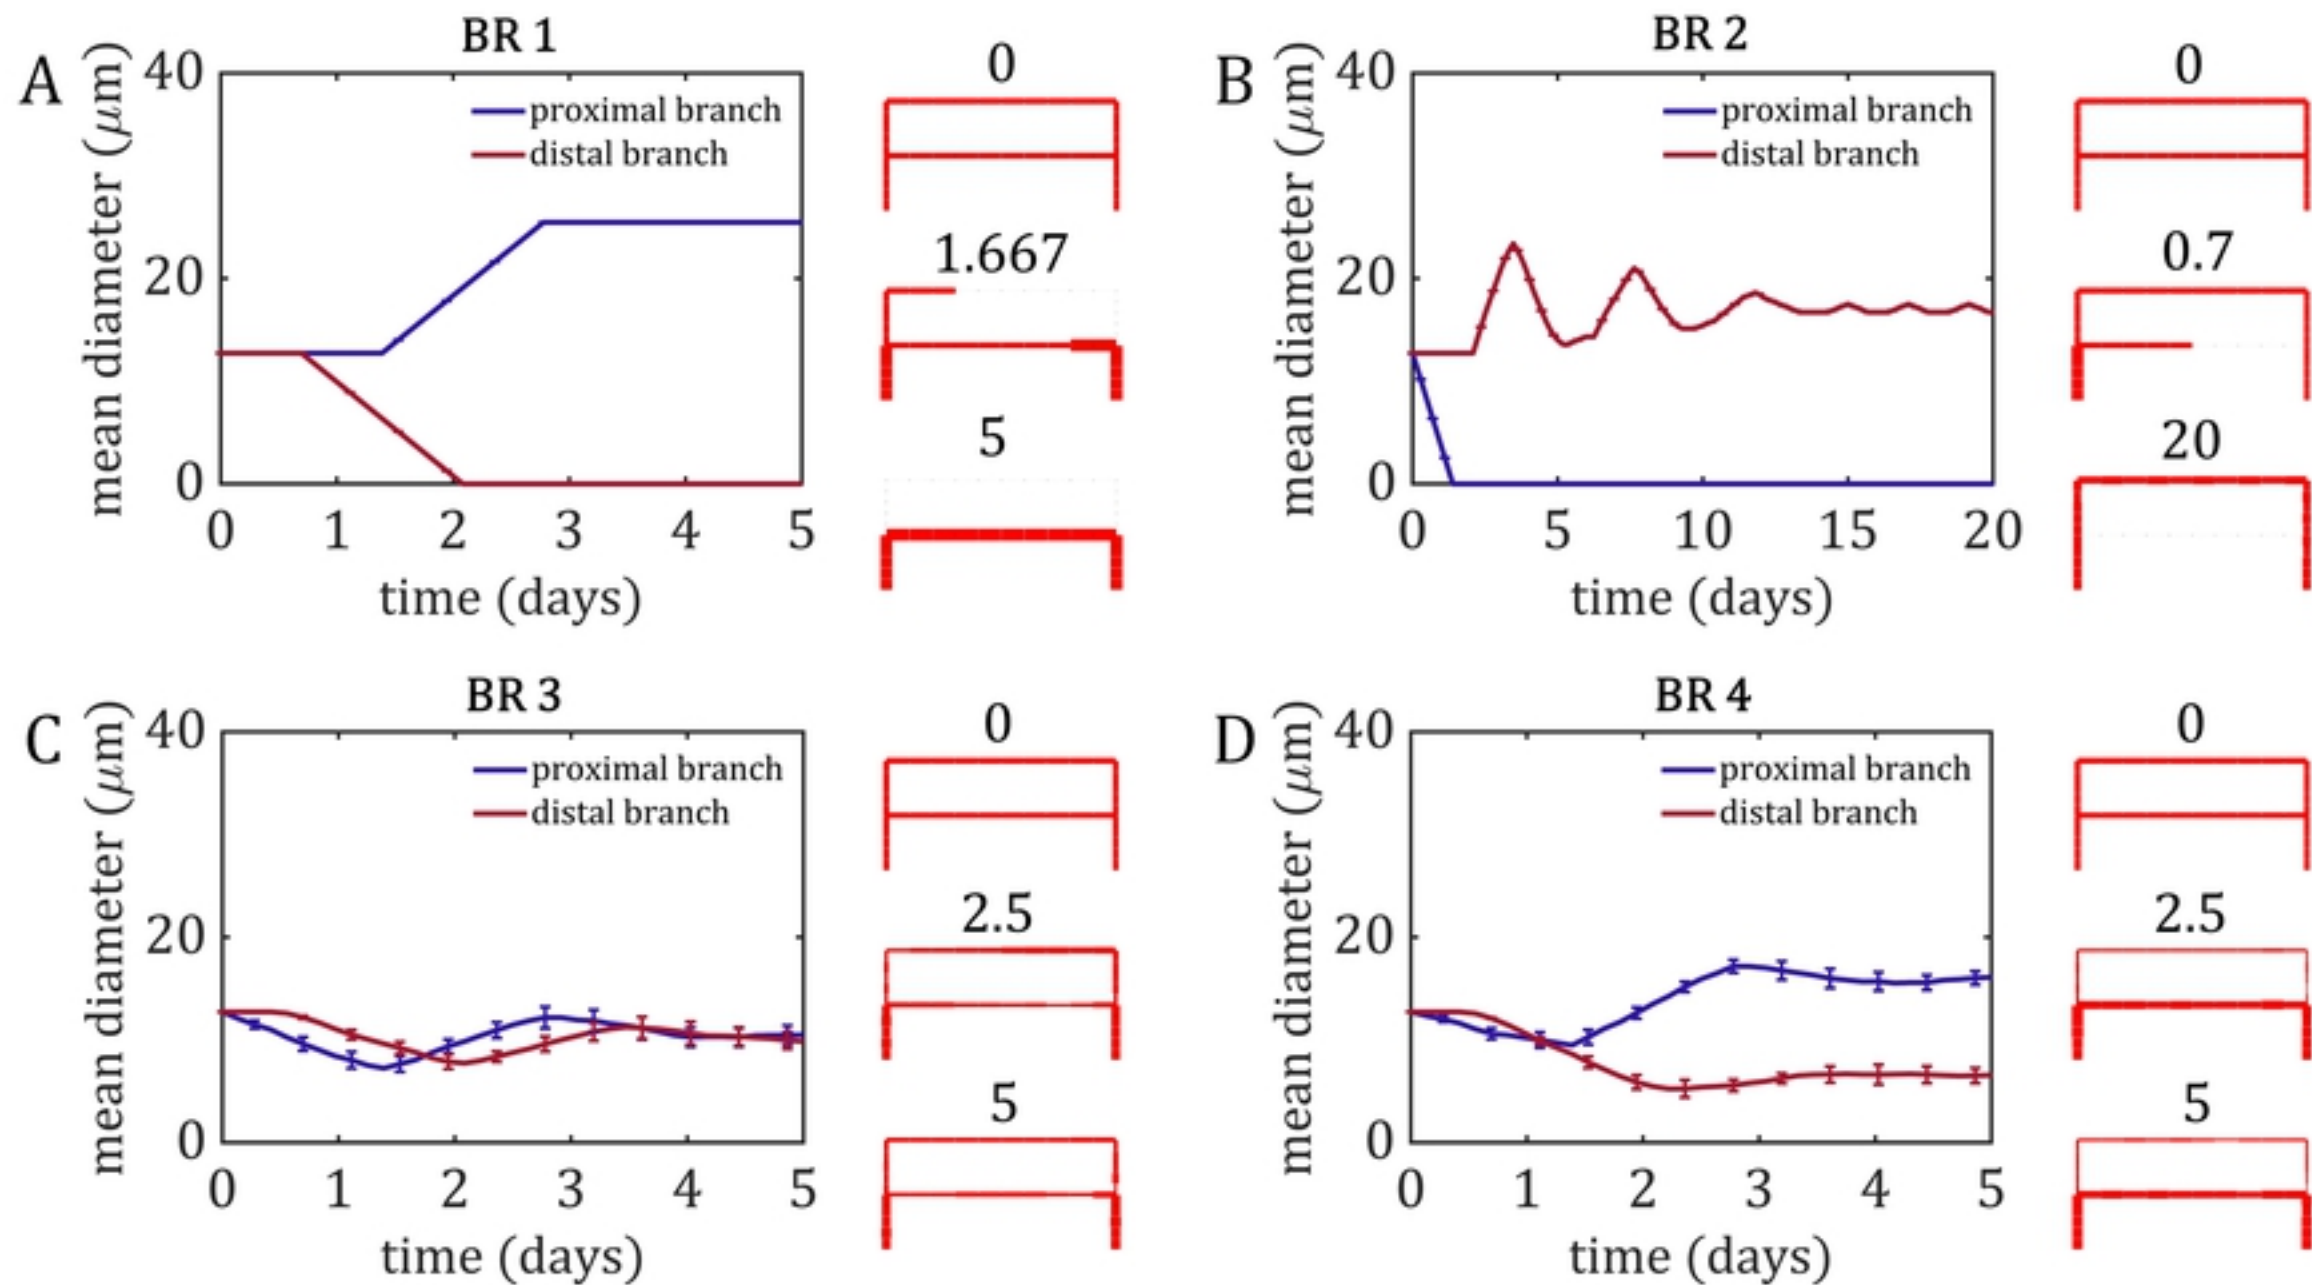 A
BR 1
mean diameter (μm)
40
20
0
proximal branch
distal branch
0 1 2 3 4 5
time (days)
0
1.667
5
B
BR 2
mean diameter (μm)
40
20
0
proximal branch
distal branch
0 5 10 15 20
time (days)
0
0.7
20
C
BR 3
mean diameter (μm)
40
20
0
proximal branch
distal branch
0 1 2 3 4 5
time (days)
0
2.5
5
D
BR 4
mean diameter (μm)
40
20
0
proximal branch
distal branch
0 1 2 3 4 5
time (days)
0
2.5
5